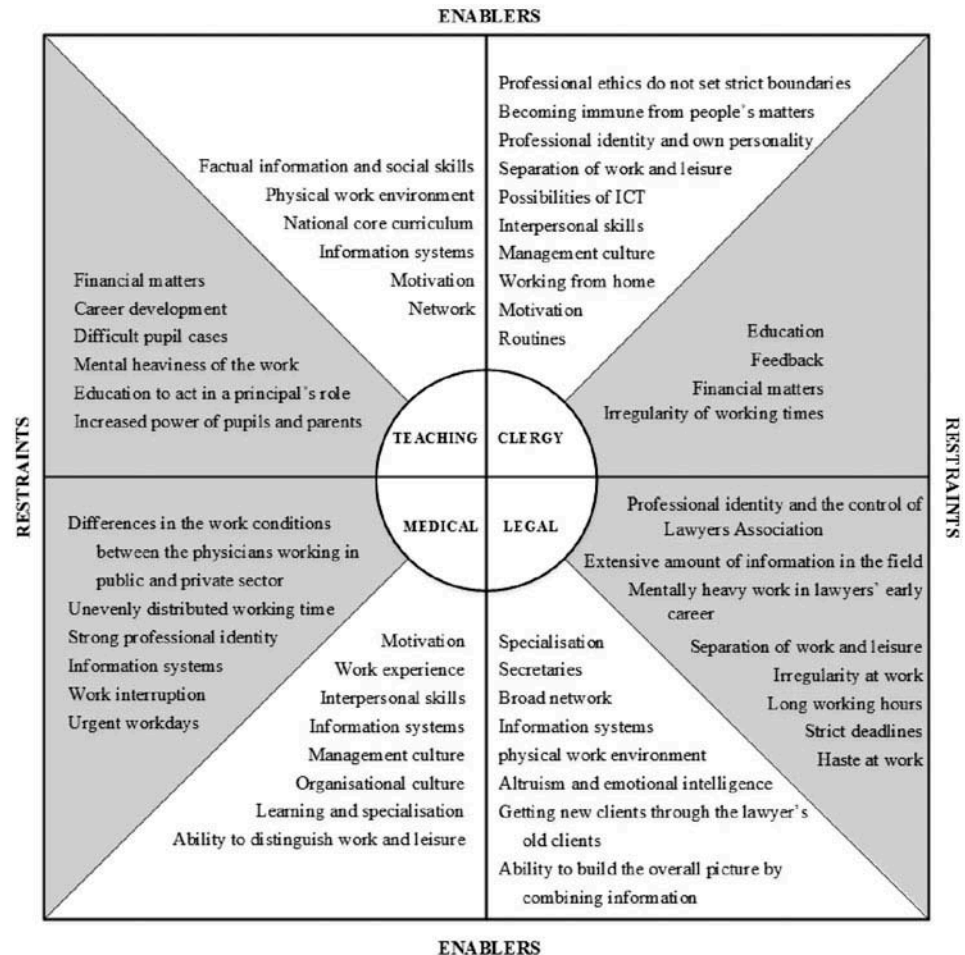 ENABLERS
Professional ethics do not set strict boundaries
Becoming immune from people's matters
Professional identity and own personality
Separation of work and leisure
Possibilities of ICT
Interpersonal skills
Management culture
Working from home
Motivation
Routines
Factual information and social skills
Physical work environment
National core curriculum
Information systems
Motivation
Network
Financial matters
Career development
Difficult pupil cases
Mental heaviness of the work
Education to act in a principal's role
Increased power of pupils and parents
Education
Feedback
Financial matters
Irregularity of working times
TEACHING
CLERGY
RESTRAINTS
RESTRAINTS
MEDICAL
LEGAL
Differences in the work conditions
between the physicians working in
public and private sector
Unevenly distributed working time
Strong professional identity
Information systems
Work interruption
Urgent workdays
Professional identity and the control of
Lawyers Association
Extensive amount of information in the field
Mentally heavy work in lawyers' early
career
Separation of work and leisure
Irregularity at work
Long working hours
Strict deadlines
Haste at work
Motivation
Work experience
Interpersonal skills
Information systems
Management culture
Organisational culture
Learning and specialisation
Ability to distinguish work and leisure
Specialisation
Secretaries
Broad network
Information systems
physical work environment
Altruism and emotional intelligence
Getting new clients through the lawyer's
old clients
Ability to build the overall picture by
combining information
ENABLERS